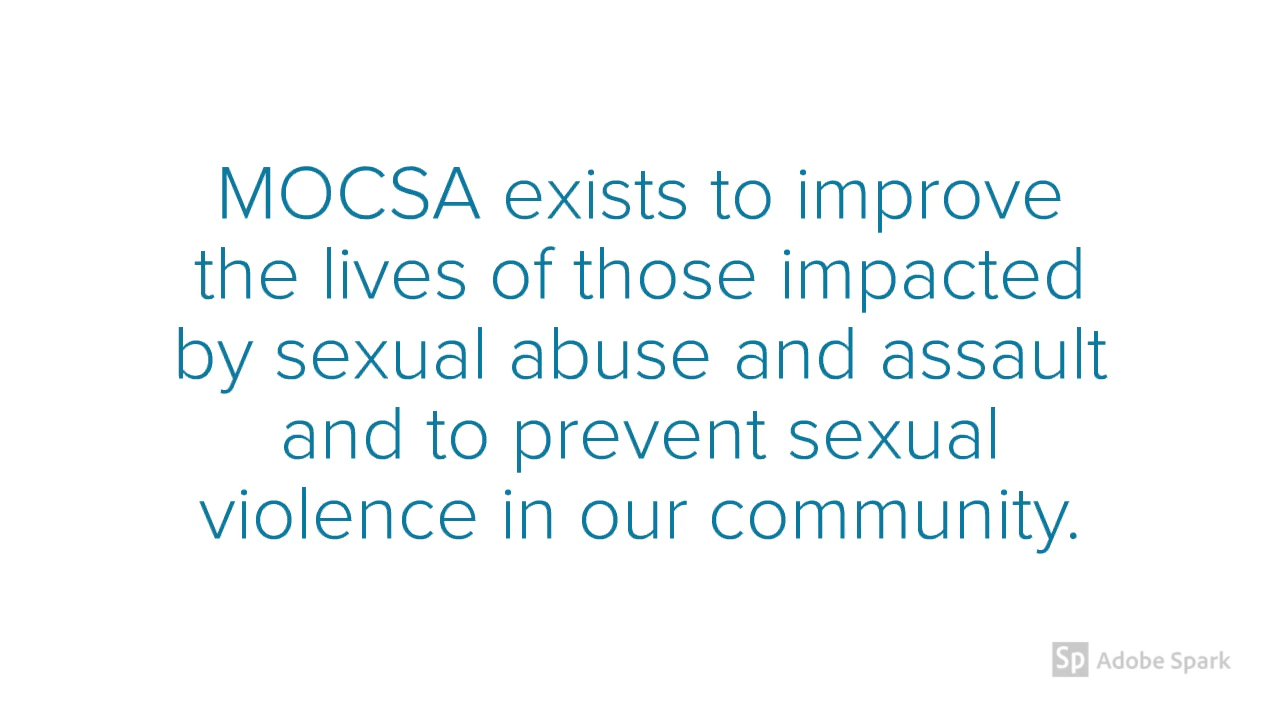 MOCSA exists to improve
the lives of those impacted
by sexual abuse and assault
and to prevent sexual
violence in our community.
Sp Adobe Spark